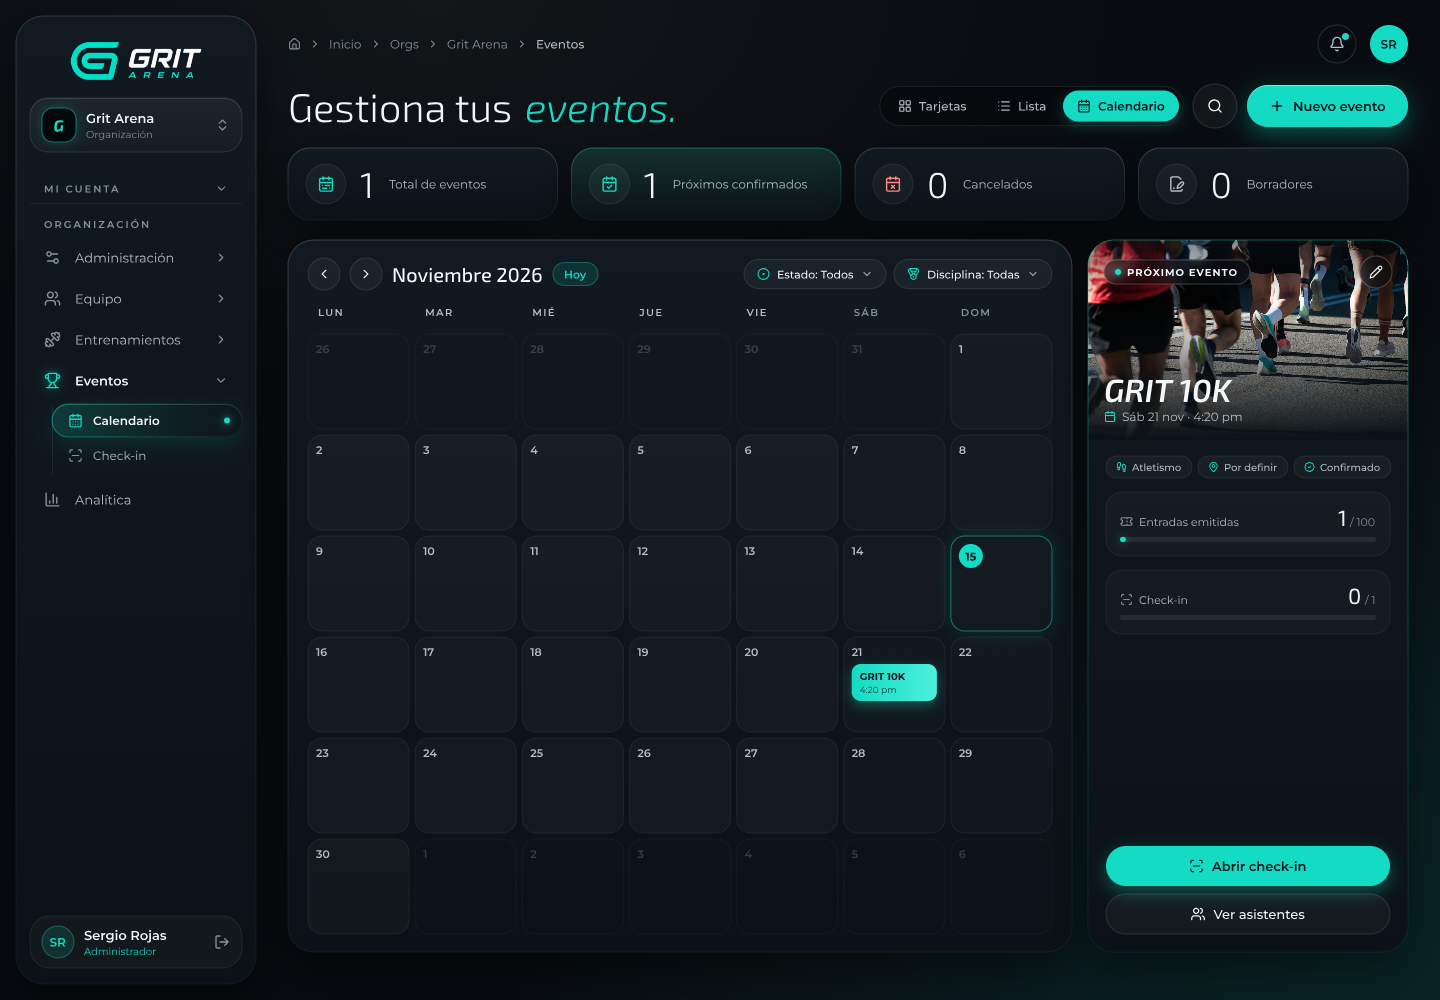 GRIT
ARENA
G
Grit Arena
Organización
MI CUENTA
ORGANIZACIÓN
Administración
Equipo
Entrenamientos
Eventos
Calendario
Check-in
Analítica
SR
Sergio Rojas
Administrador
Inicio
Orgs
Grit Arena
Eventos
SR
Gestiona tus eventos.
Tarjetas
Lista
Calendario
Nuevo evento
1 Total de eventos
1 Próximos confirmados
0 Cancelados
0 Borradores
Noviembre 2026
Hoy
Estado: Todos
Disciplina: Todas
LUN MAR MIÉ JUE VIE SÁB DOM
26 27 28 29 30 31 1
2 3 4 5 6 7 8
9 10 11 12 13 14 15
16 17 18 19 20 21 22
GRIT 10K
4:20 pm
23 24 25 26 27 28 29
30 1 2 3 4 5 6
PRÓXIMO EVENTO
GRIT 10K
Sáb 21 nov · 4:20 pm
Atletismo
Por definir
Confirmado
Entradas emitidas 1 / 100
Check-in 0 / 1
Abrir check-in
Ver asistentes